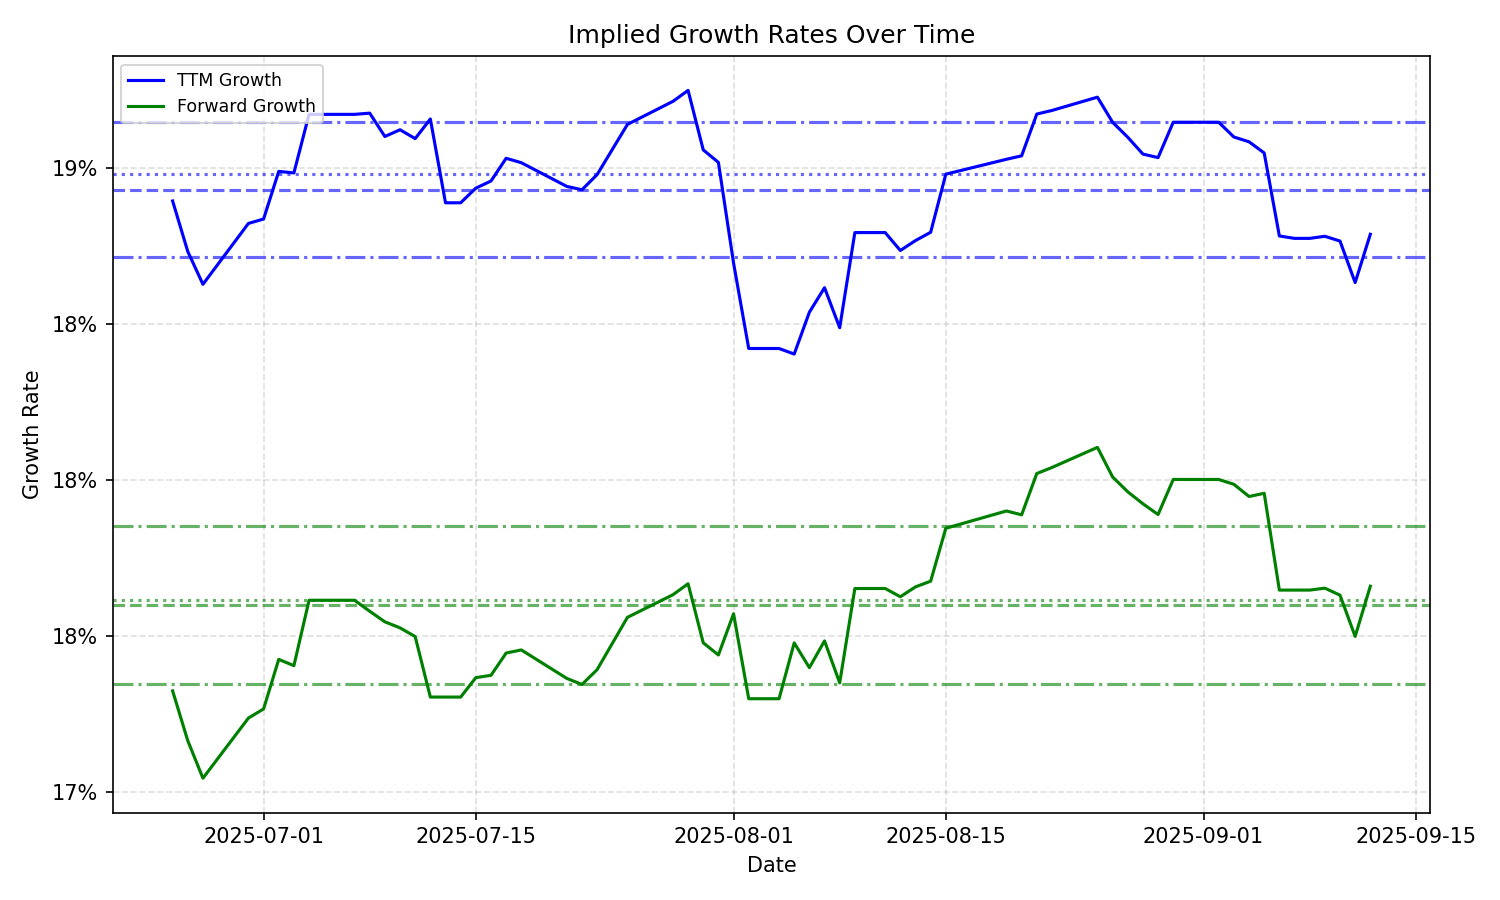 Implied Growth Rates Over Time
TTM Growth
Forward Growth
19%
18%
18%
18%
17%
Growth Rate
2025-07-01
2025-07-15
2025-08-01
2025-08-15
2025-09-01
2025-09-15
Date